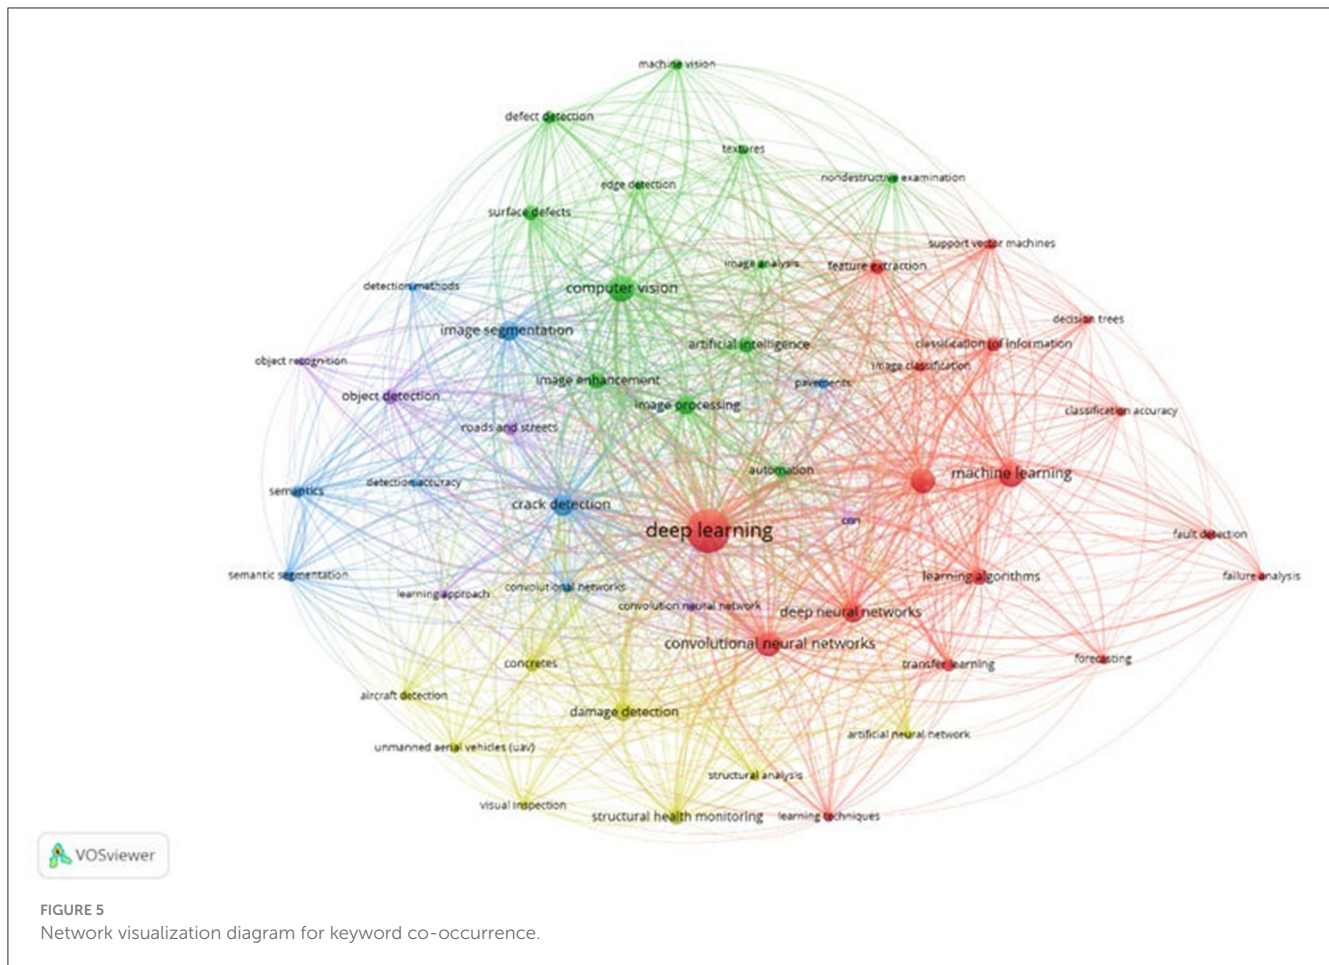 machine vision
defect detection
textures
nondestructive examination
edge detection
surface defects
support vector machines
image analysis
feature extraction
detection methods
computer vision
decision trees
image segmentation
artificial intelligence
classification (of information)
object recognition
image classification
image enhancement
pavements
object detection
image processing
classification accuracy
roads and streets
automation
machine learning
detection accuracy
semantics
crack detection
deep learning
cnn
fault detection
semantic segmentation
learning algorithms
failure analysis
convolutional networks
learning approach
convolution neural network
deep neural networks
convolutional neural networks
concretes
transfer learning
forecasting
aircraft detection
damage detection
artificial neural network
unmanned aerial vehicles (uav)
structural analysis
visual inspection
structural health monitoring
learning techniques
VOSviewer
FIGURE 5
Network visualization diagram for keyword co-occurrence.